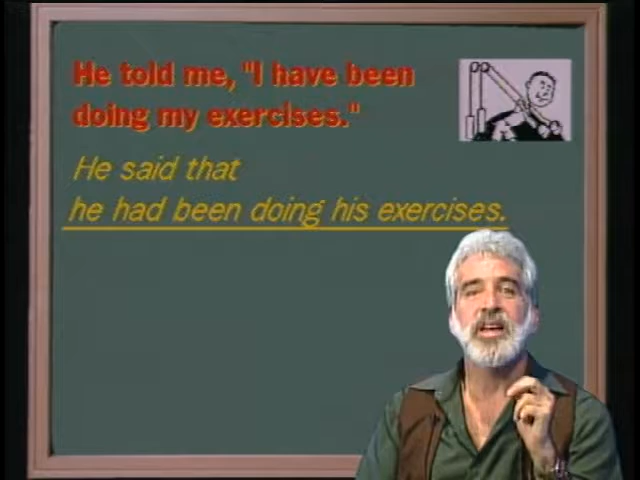 He told me, "I have been
doing my exercises."
He said that
he had been doing his exercises.